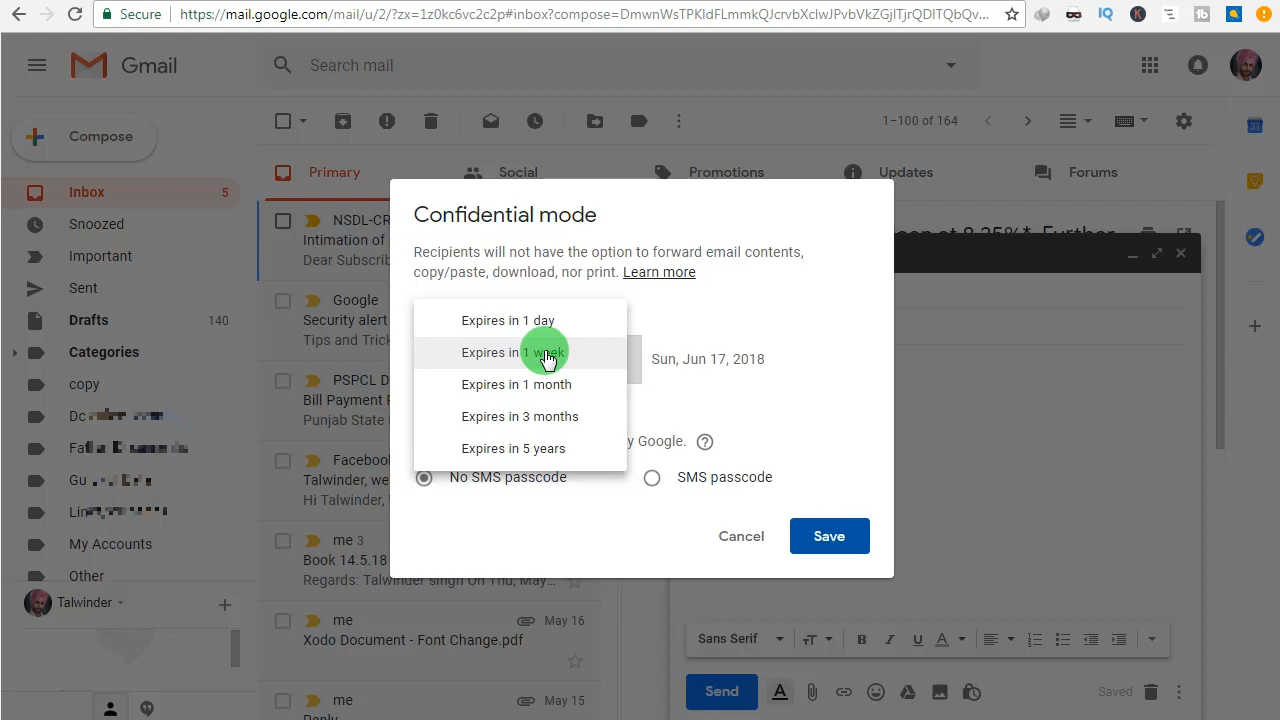 Secure
https://mail.google.com/mail/u/2/?zx=1z0kc6vx2c2p#inbox?compose=
Gmail
Search mail
Compose
1–100 of 164
Primary
Social
Promotions
Updates
Forums
Inbox 5
Snoozed
Important
Sent
Drafts 140
Categories
copy
Dc
Fat
Gu
Lin
My Accounts
Other
Talwinder
NSDL-CR
Intimation of
Dear Subscrib
Google
Security alert
Tips and Trick
PSPCL D
Bill Payment
Punjab State
Facebook
Talwinder, we
Hi Talwinder,
me 3
Book 14.5.18
Regards: Talwinder singh On Thu, May...
me May 16
Xodo Document - Font Change.pdf
me May 15
Confidential mode
Recipients will not have the option to forward email contents,
copy/paste, download, nor print. Learn more
Expires in 1 day
Expires in 1 week
Expires in 1 month
Expires in 3 months
Expires in 5 years
Sun, Jun 17, 2018
y Google.
No SMS passcode
SMS passcode
Cancel
Save
Sans Serif
Send
Saved